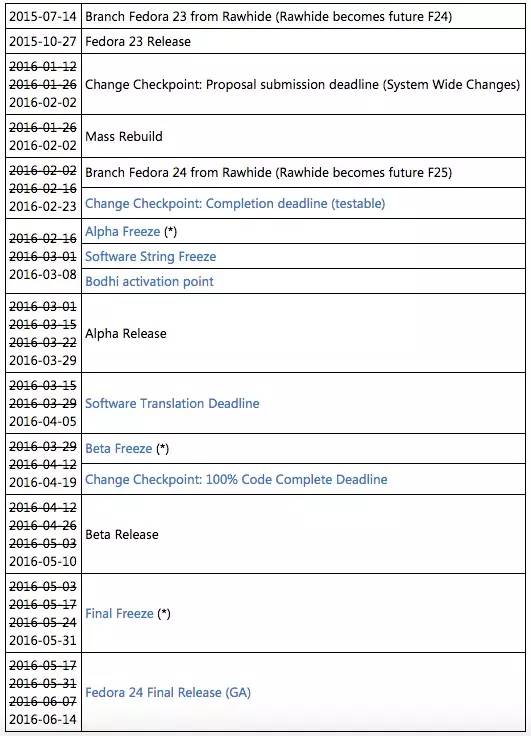 2015-07-14 Branch Fedora 23 from Rawhide (Rawhide becomes future F24)
2015-10-27 Fedora 23 Release
2016-01-12
2016-01-26
2016-02-02
Change Checkpoint: Proposal submission deadline (System Wide Changes)
2016-01-26
2016-02-02
Mass Rebuild
2016-02-02
2016-02-16
2016-02-23
Branch Fedora 24 from Rawhide (Rawhide becomes future F25)
Change Checkpoint: Completion deadline (testable)
2016-02-16
2016-03-01
2016-03-08
Alpha Freeze (*)
Software String Freeze
Bodhi activation point
2016-03-01
2016-03-15
2016-03-22
2016-03-29
Alpha Release
2016-03-15
2016-03-29
2016-04-05
Software Translation Deadline
2016-03-29
2016-04-12
2016-04-19
Beta Freeze (*)
Change Checkpoint: 100% Code Complete Deadline
2016-04-12
2016-04-26
2016-05-03
2016-05-10
Beta Release
2016-05-03
2016-05-17
2016-05-24
2016-05-31
Final Freeze (*)
2016-05-17
2016-05-31
2016-06-07
2016-06-14
Fedora 24 Final Release (GA)